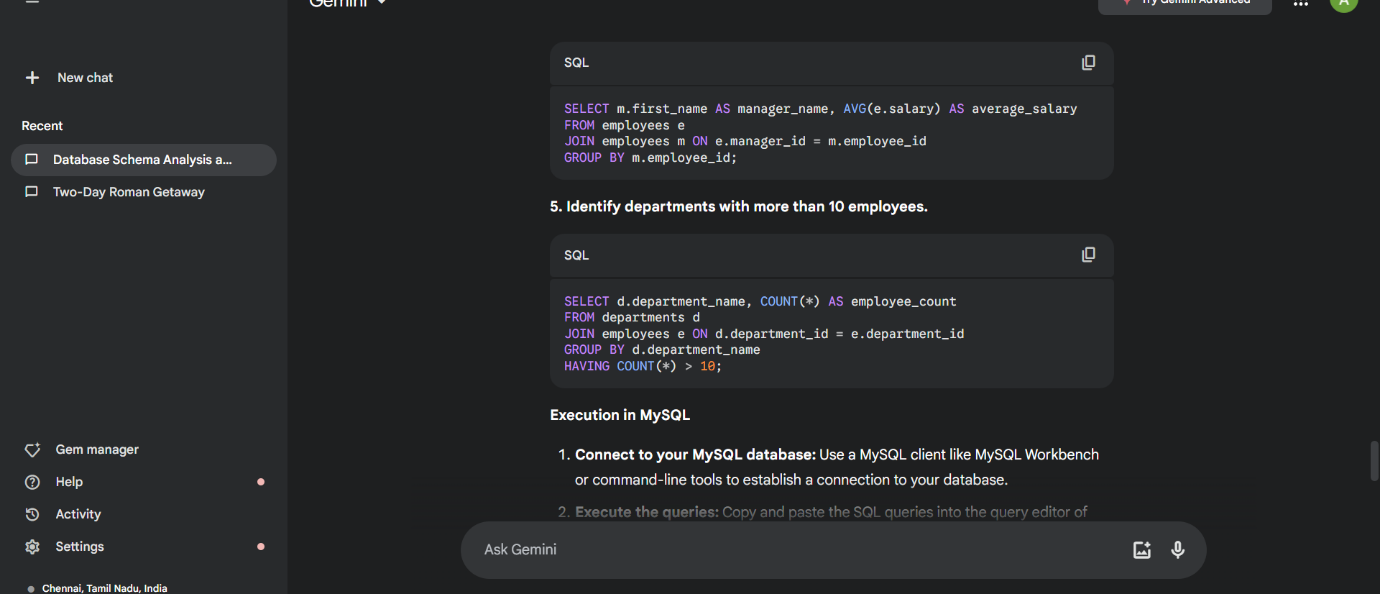 Gemini
Try Gemini Advanced
A
New chat
Recent
Database Schema Analysis a...
Two-Day Roman Getaway
Gem manager
Help
Activity
Settings
Chennai, Tamil Nadu, India
SQL
SELECT m.first_name AS manager_name, AVG(e.salary) AS average_salary
FROM employees e
JOIN employees m ON e.manager_id = m.employee_id
GROUP BY m.employee_id;
5. Identify departments with more than 10 employees.
SQL
SELECT d.department_name, COUNT(*) AS employee_count
FROM departments d
JOIN employees e ON d.department_id = e.department_id
GROUP BY d.department_name
HAVING COUNT(*) > 10;
Execution in MySQL
1. Connect to your MySQL database: Use a MySQL client like MySQL Workbench
or command-line tools to establish a connection to your database.
2. Execute the queries: Copy and paste the SQL queries into the query editor of
Ask Gemini